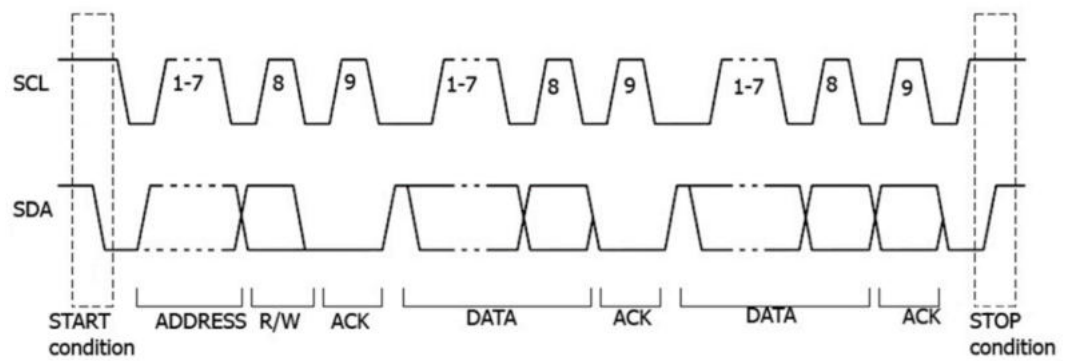 SCL 1-7 8 9 1-7 8 9 1-7 8 9
SDA
START ADDRESS R/W ACK DATA ACK DATA ACK STOP
condition condition